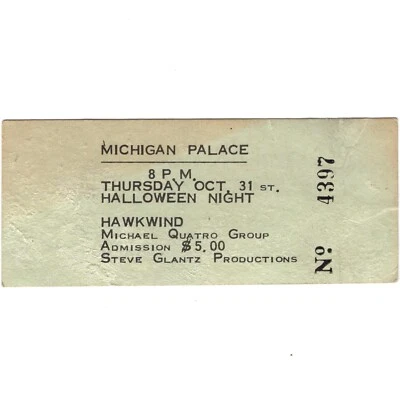 MICHIGAN PALACE
8 P.M.
THURSDAY OCT. 31 ST.
HALLOWEEN NIGHT
HAWKWIND
MICHAEL QUATRO GROUP
ADMISSION $5.00
STEVE GLANTZ PRODUCTIONS
No 4397